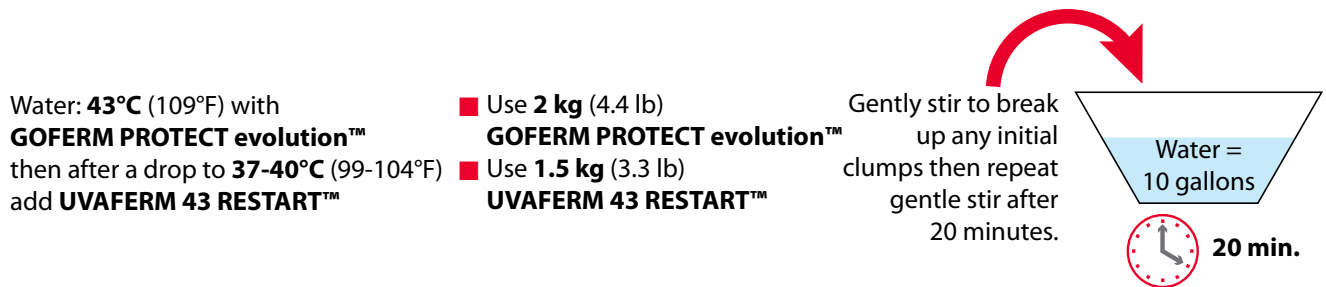 Water: 43°C (109°F) with
GOFERM PROTECT evolution™
then after a drop to 37-40°C (99-104°F)
add UVAFERM 43 RESTART™
Use 2 kg (4.4 lb)
GOFERM PROTECT evolution™
Use 1.5 kg (3.3 lb)
UVAFERM 43 RESTART™
Gently stir to break
up any initial
clumps then repeat
gentle stir after
20 minutes.
Water =
10 gallons
20 min.